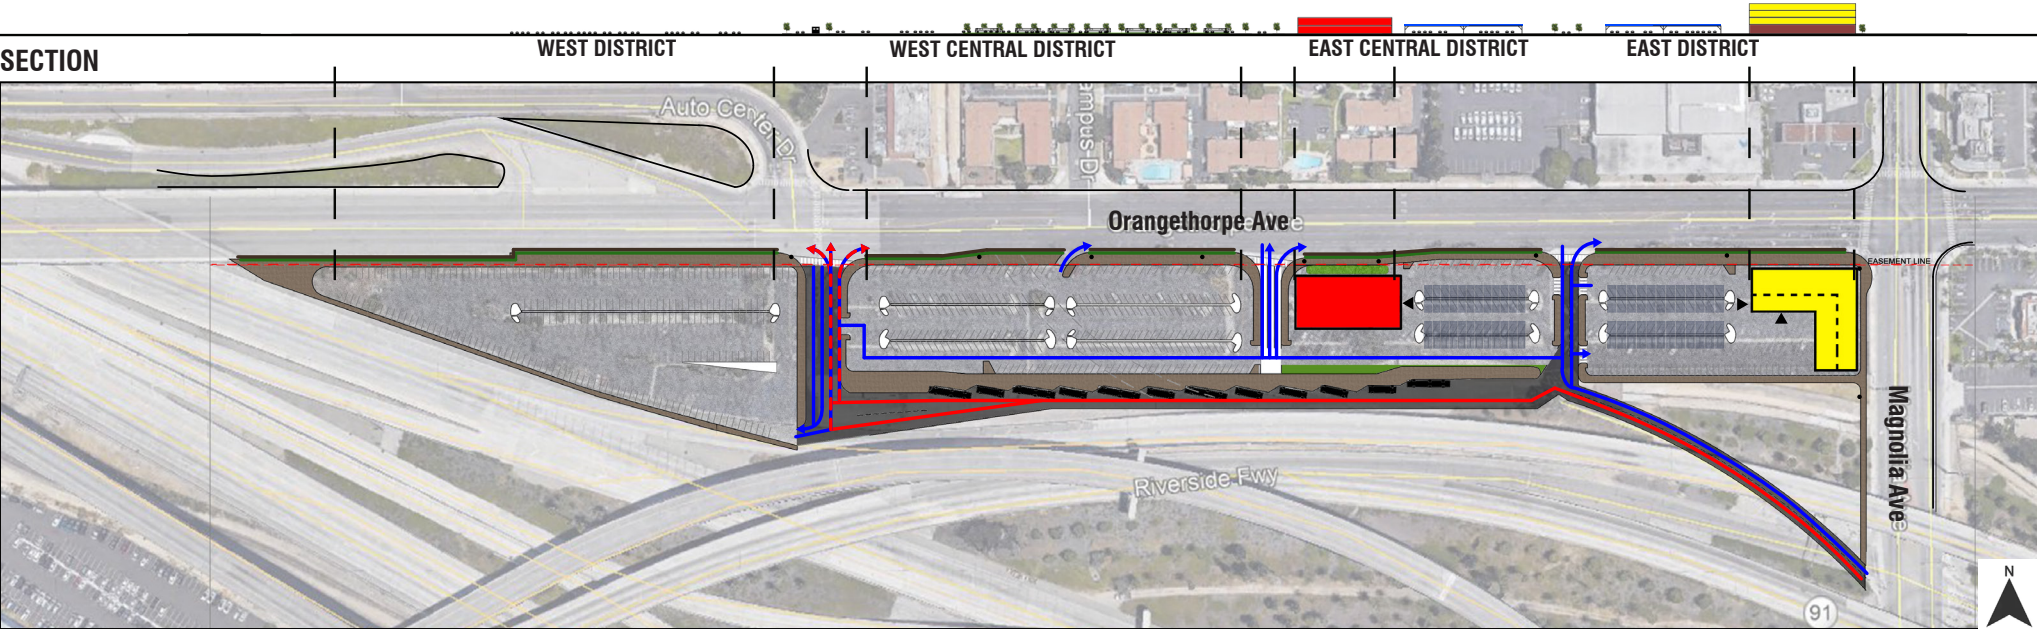 SECTION
WEST DISTRICT
WEST CENTRAL DISTRICT
EAST CENTRAL DISTRICT
EAST DISTRICT
Auto Center Dr
ampus Dr
Orangethorpe Ave
EASEMENT LINE
Magnolia Ave
Riverside Fwy
91
N